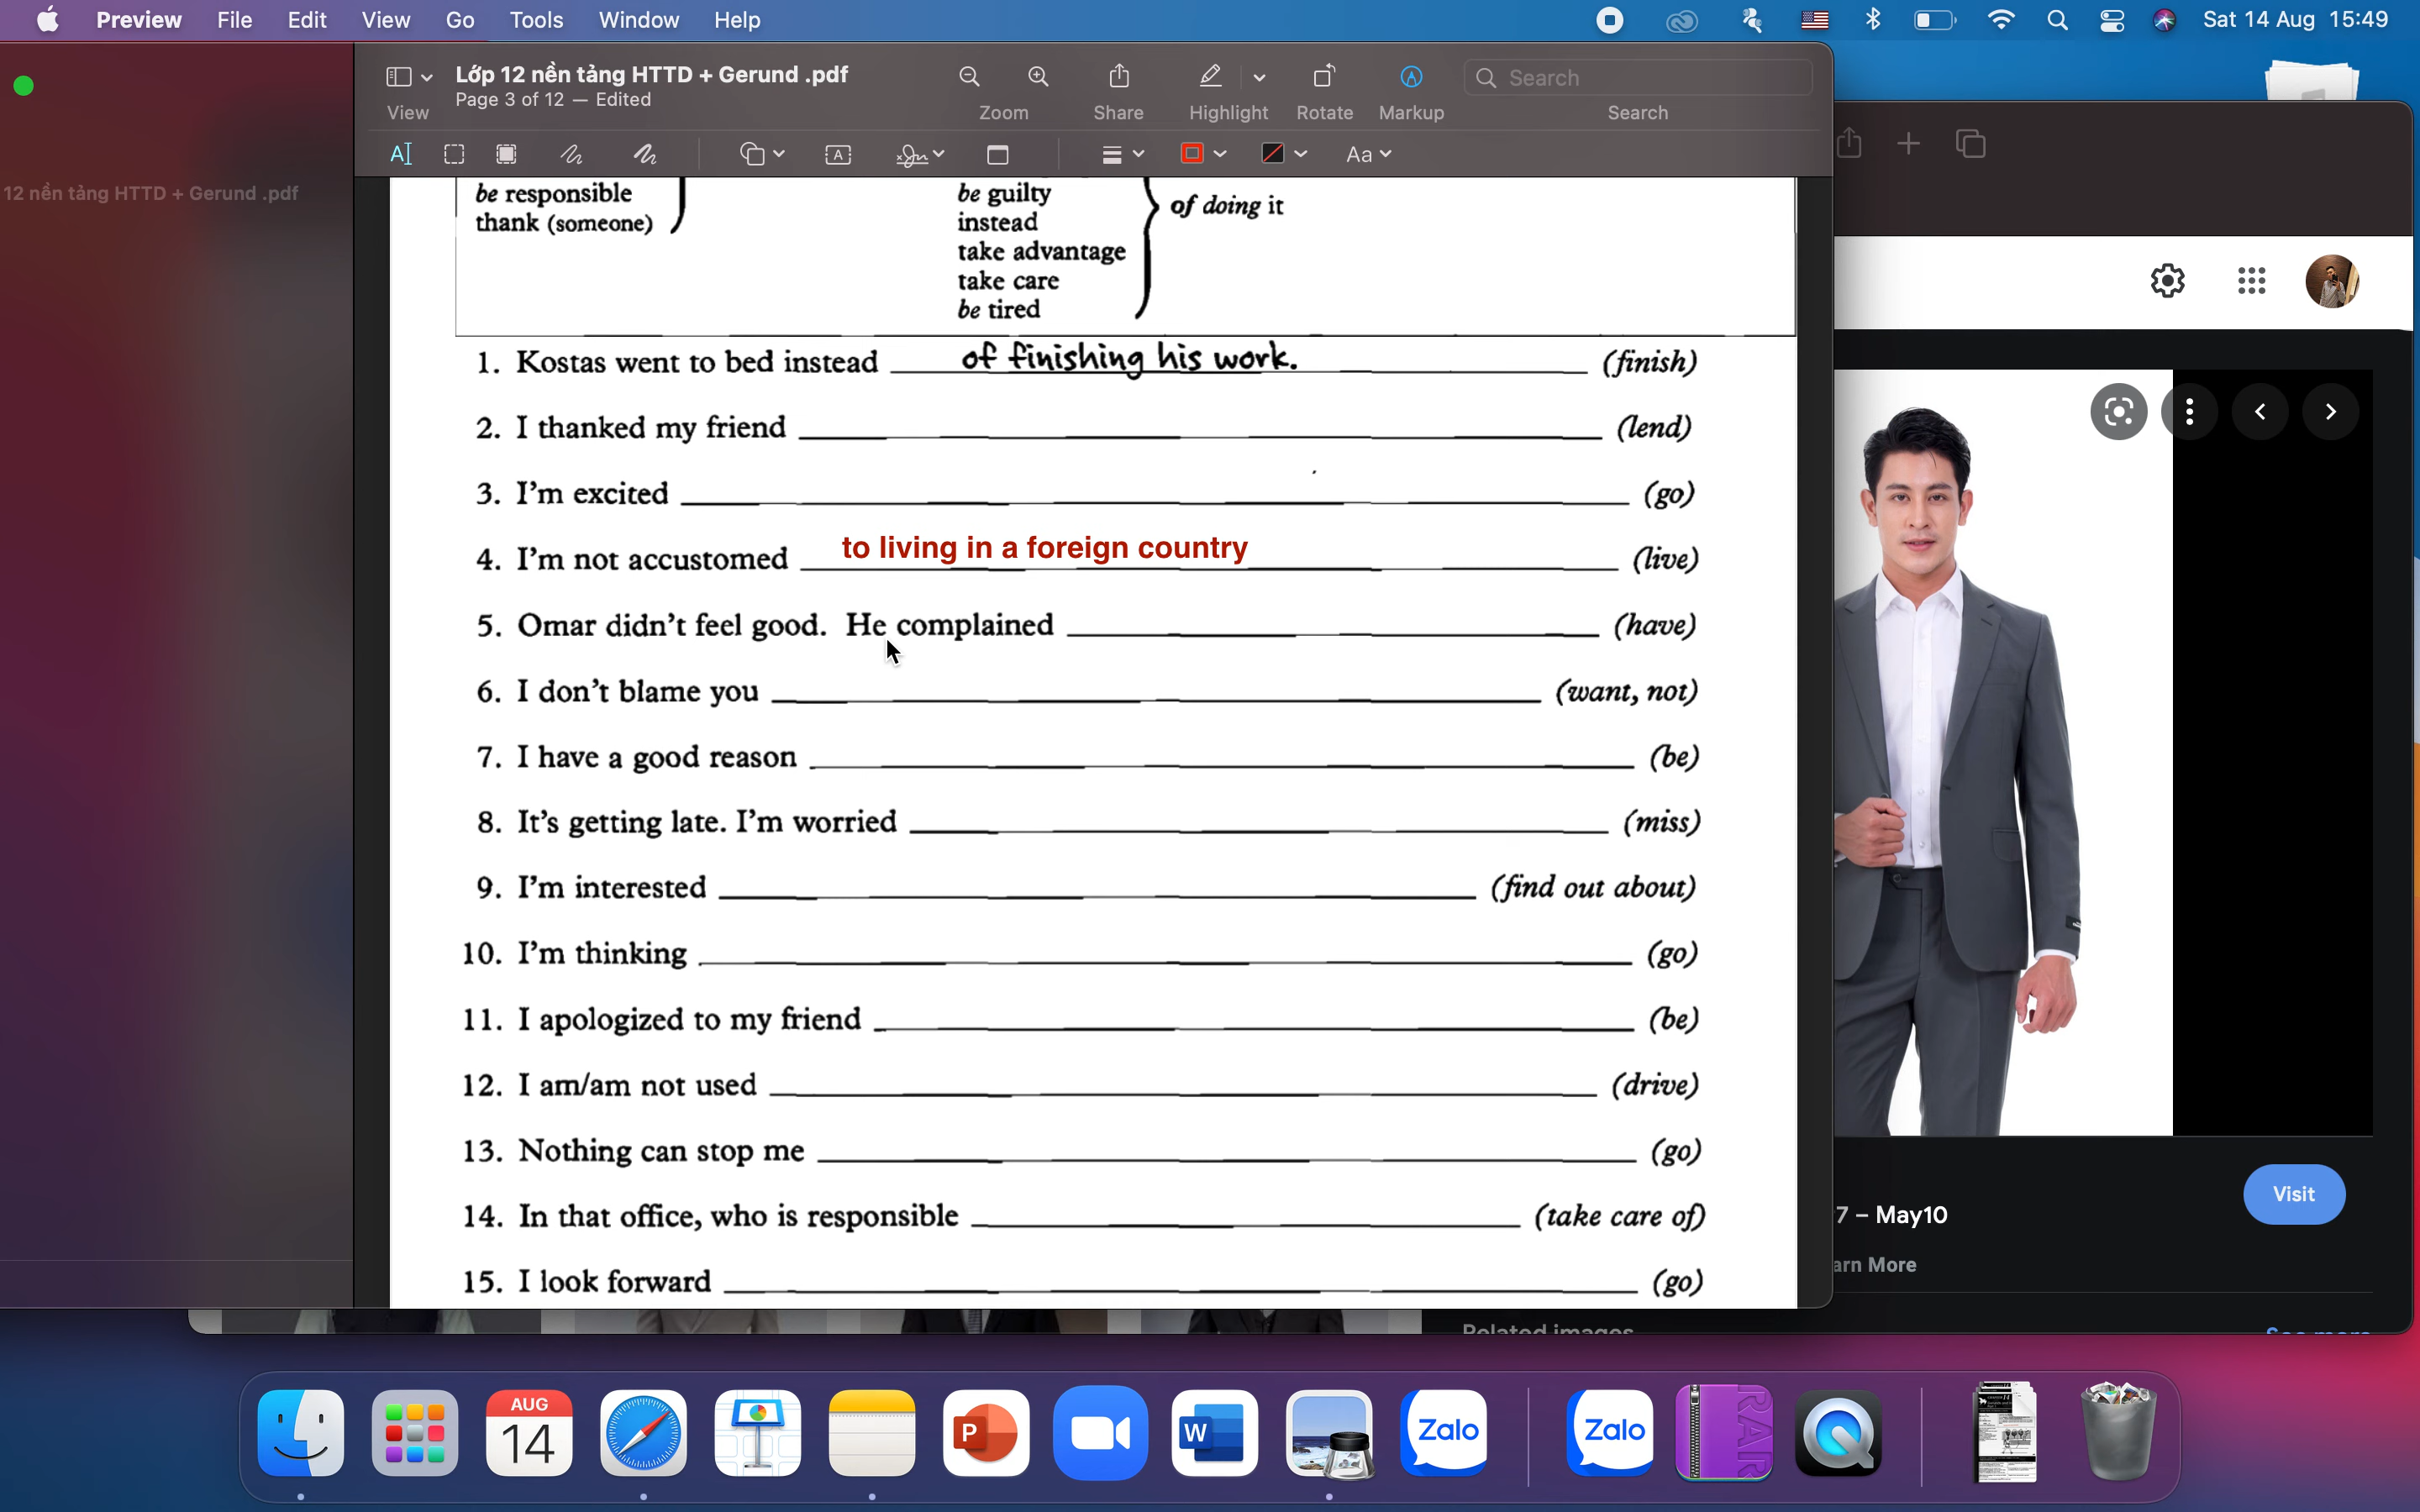 Preview File Edit View Go Tools Window Help
Sat 14 Aug 15:49
12 nền tảng HTTD + Gerund .pdf
Lớp 12 nền tảng HTTD + Gerund .pdf
Page 3 of 12 — Edited
View Zoom Share Highlight Rotate Markup Search
Search
be responsible
thank (someone)
be guilty
instead
take advantage
take care
be tired
of doing it
1. Kostas went to bed instead of finishing his work. (finish)
2. I thanked my friend (lend)
3. I'm excited (go)
4. I'm not accustomed to living in a foreign country (live)
5. Omar didn't feel good. He complained (have)
6. I don't blame you (want, not)
7. I have a good reason (be)
8. It's getting late. I'm worried (miss)
9. I'm interested (find out about)
10. I'm thinking (go)
11. I apologized to my friend (be)
12. I am/am not used (drive)
13. Nothing can stop me (go)
14. In that office, who is responsible (take care of)
15. I look forward (go)
7 – May10
Visit
arn More
Related images
See more
AUG
14
P
W
Zalo
Zalo
RAR